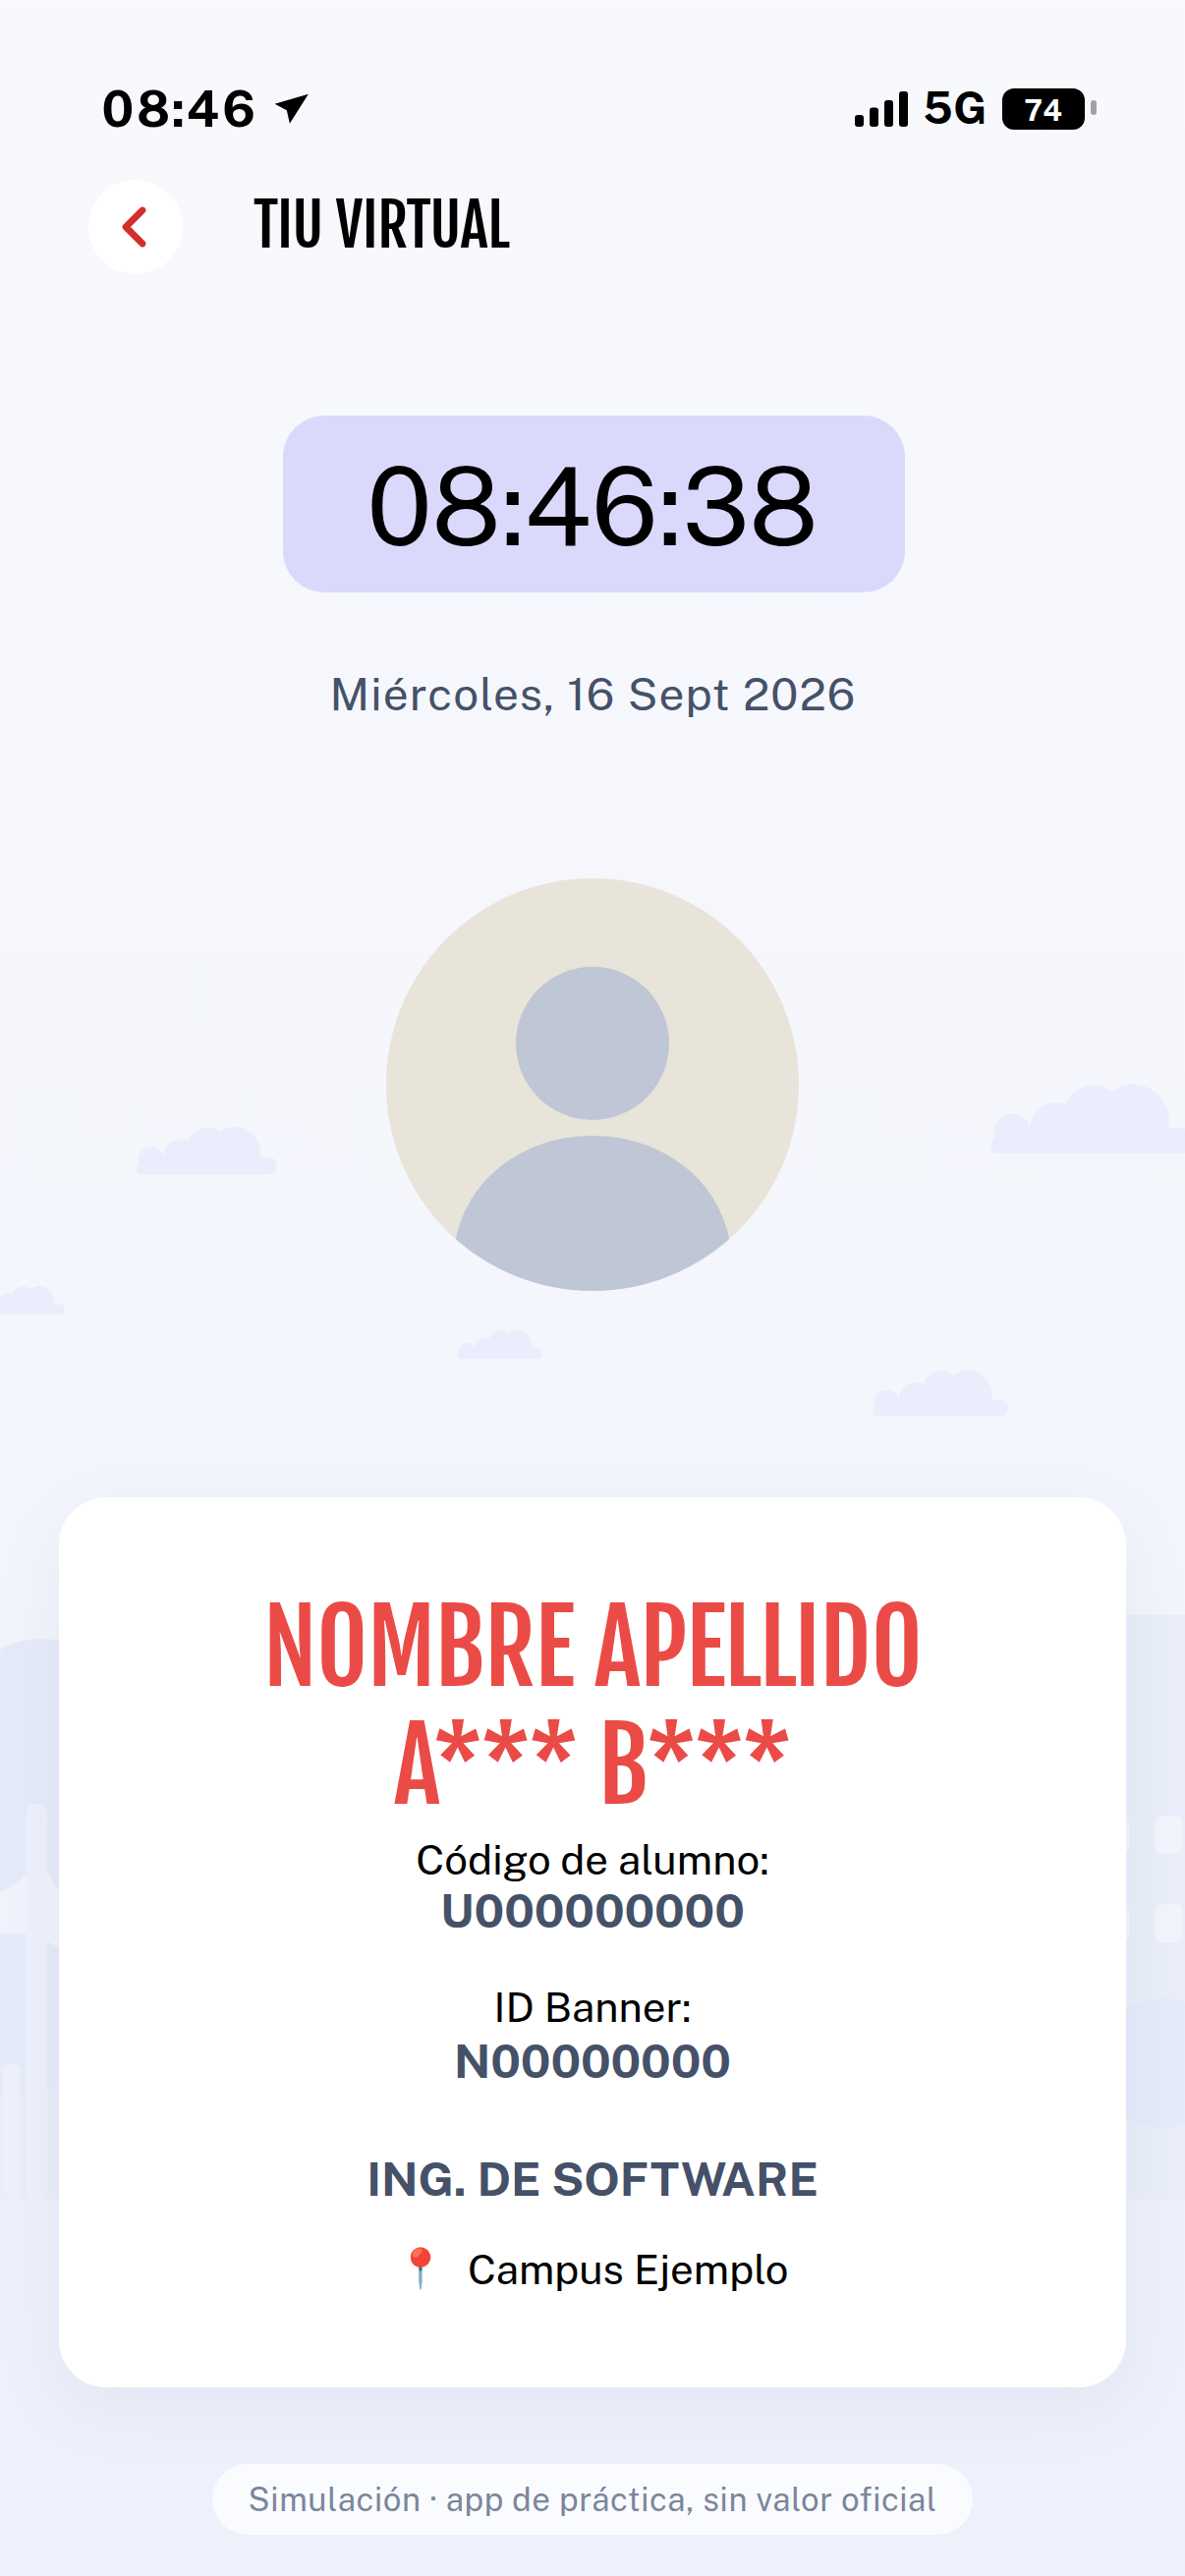 08:46
5G 74
TIU VIRTUAL
08:46:38
Miércoles, 16 Sept 2026
NOMBRE APELLIDO
A*** B***
Código de alumno:
U000000000
ID Banner:
N00000000
ING. DE SOFTWARE
Campus Ejemplo
Simulación · app de práctica, sin valor oficial